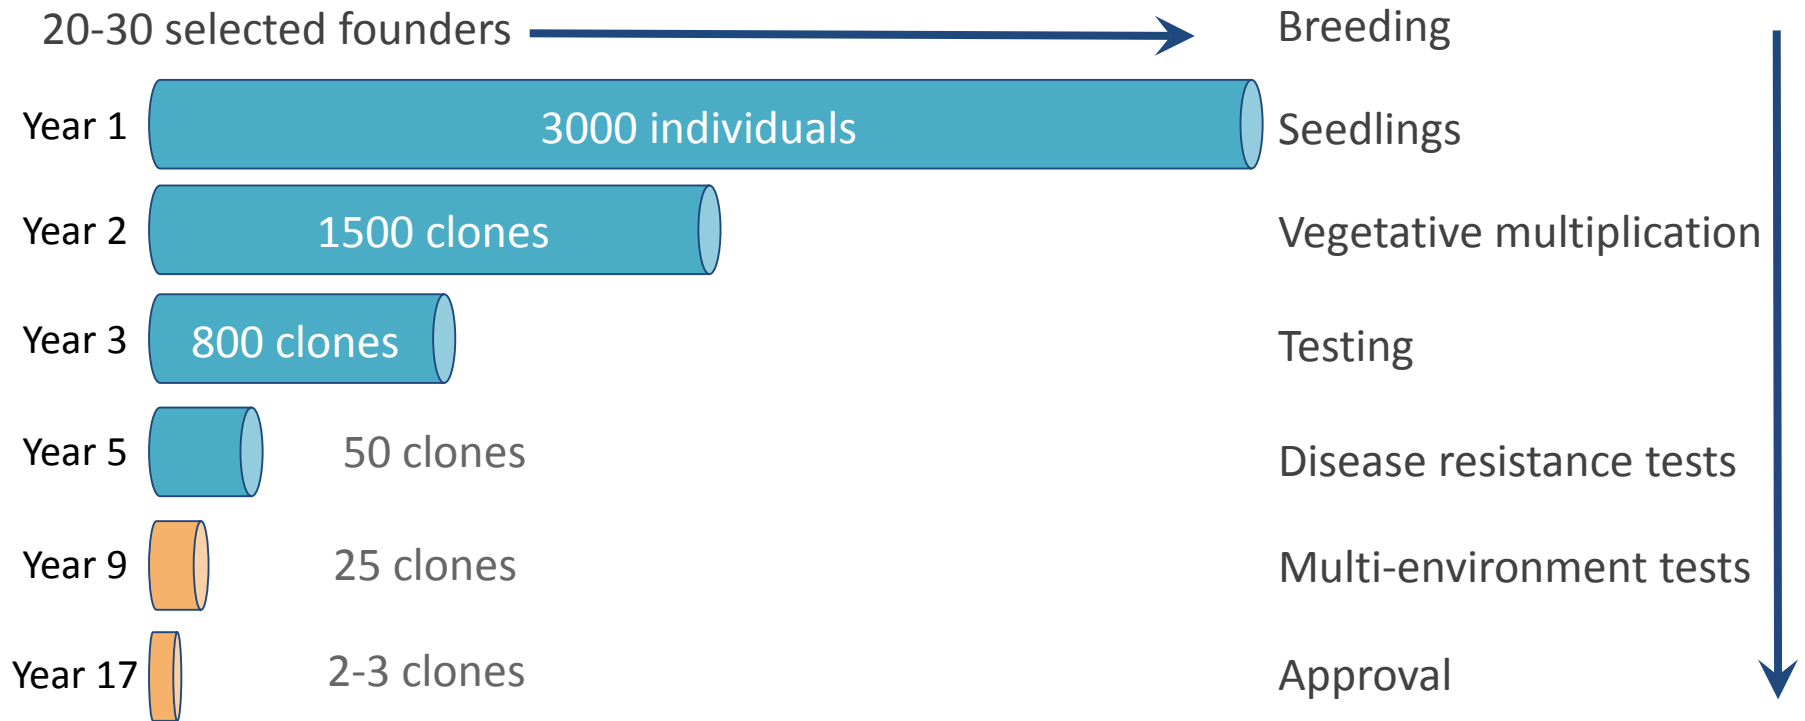 20-30 selected founders
Breeding
Year 1
3000 individuals
Seedlings
Year 2
1500 clones
Vegetative multiplication
Year 3
800 clones
Testing
Year 5
50 clones
Disease resistance tests
Year 9
25 clones
Multi-environment tests
Year 17
2-3 clones
Approval